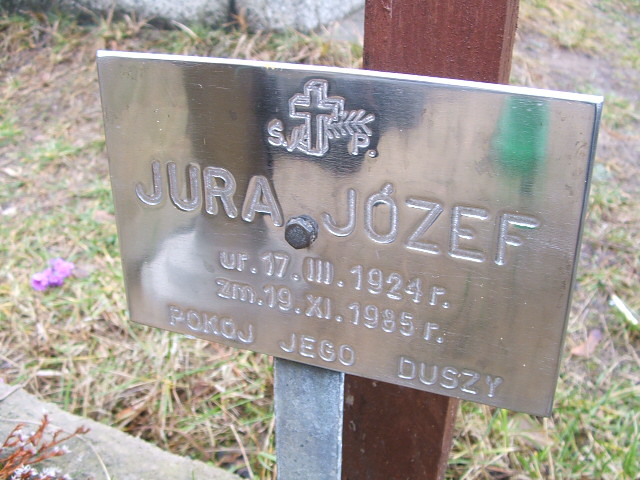 Ś. P.
JURA JÓZEF
ur. 17. III. 1924 r.
zm. 19. XI. 1985 r.
POKÓJ JEGO DUSZY